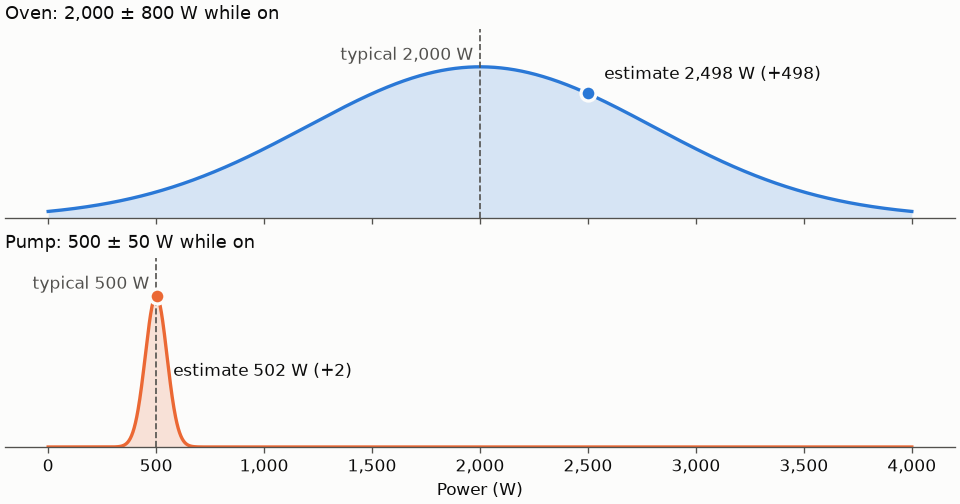 Oven: 2,000 ± 800 W while on
typical 2,000 W
estimate 2,498 W (+498)
Pump: 500 ± 50 W while on
typical 500 W
estimate 502 W (+2)
0 500 1,000 1,500 2,000 2,500 3,000 3,500 4,000
Power (W)